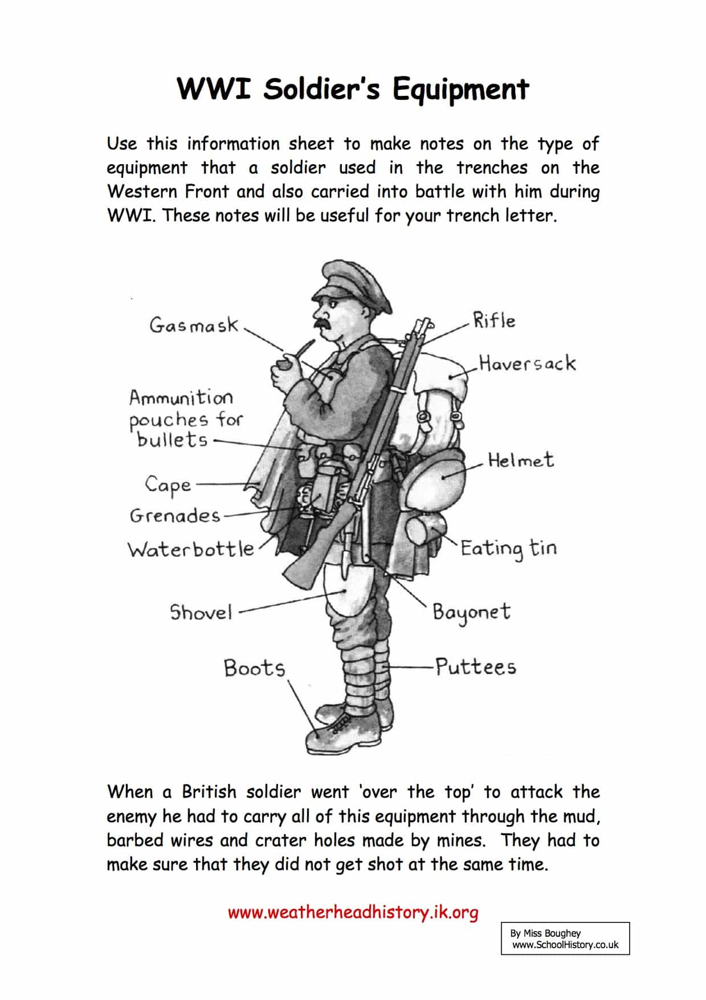 WWI Soldier's Equipment
Use this information sheet to make notes on the type of
equipment that a soldier used in the trenches on the
Western Front and also carried into battle with him during
WWI. These notes will be useful for your trench letter.
Gasmask
Rifle
Haversack
Ammunition
pouches for
bullets
Helmet
Cape
Grenades
Waterbottle
Eating tin
Shovel
Bayonet
Boots
Puttees
When a British soldier went 'over the top' to attack the
enemy he had to carry all of this equipment through the mud,
barbed wires and crater holes made by mines. They had to
make sure that they did not get shot at the same time.
www.weatherheadhistory.ik.org
By Miss Boughey
www.SchoolHistory.co.uk